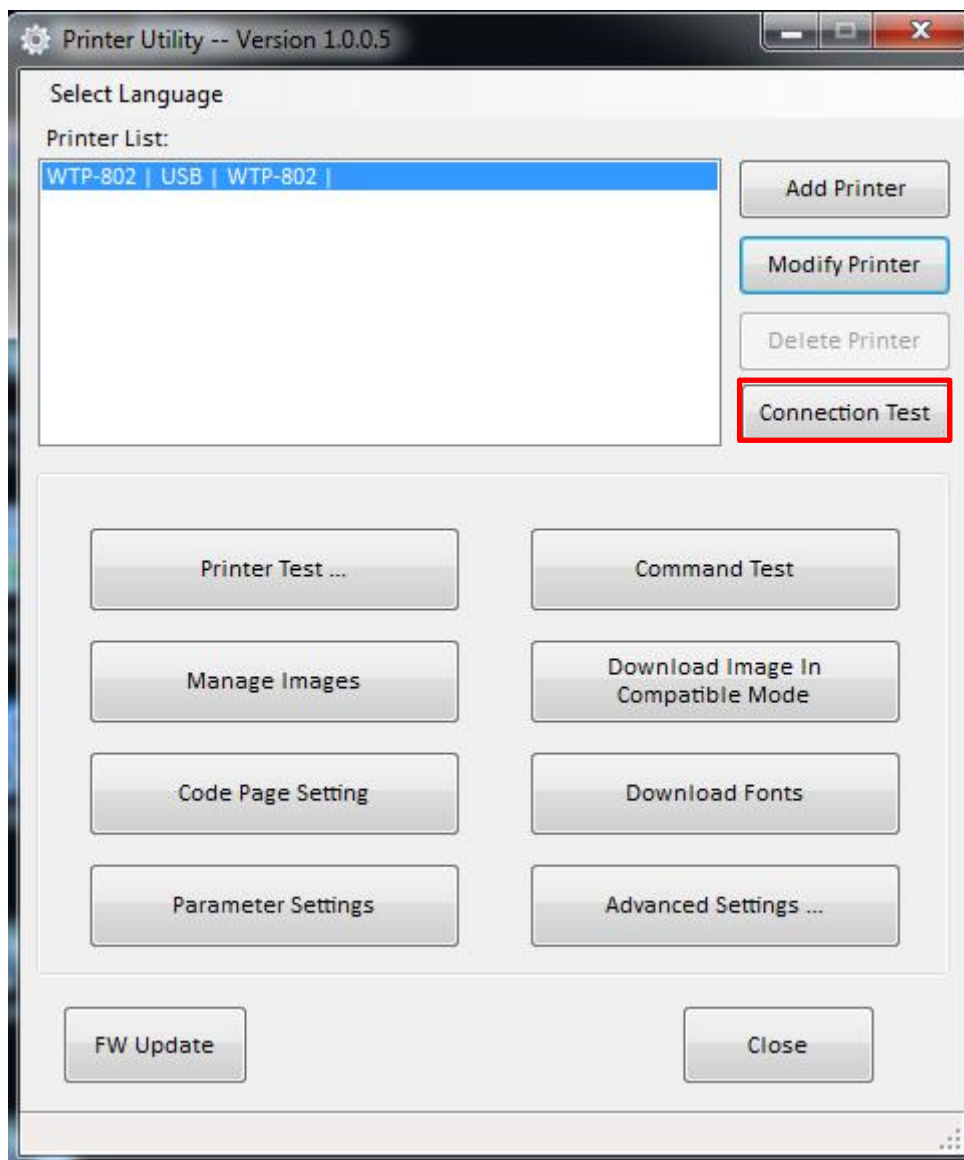 Printer Utility -- Version 1.0.0.5
Select Language
Printer List:
WTP-802 | USB | WTP-802 |
Add Printer
Modify Printer
Delete Printer
Connection Test
Printer Test ...
Command Test
Manage Images
Download Image In
Compatible Mode
Code Page Setting
Download Fonts
Parameter Settings
Advanced Settings ...
FW Update
Close